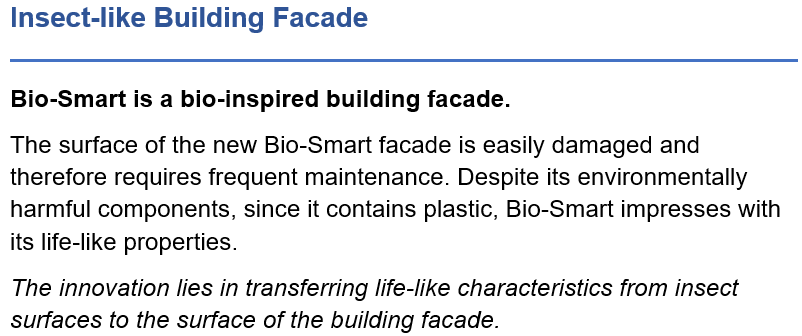 Insect-like Building Facade
Bio-Smart is a bio-inspired building facade.
The surface of the new Bio-Smart facade is easily damaged and
therefore requires frequent maintenance. Despite its environmentally
harmful components, since it contains plastic, Bio-Smart impresses with
its life-like properties.
The innovation lies in transferring life-like characteristics from insect
surfaces to the surface of the building facade.